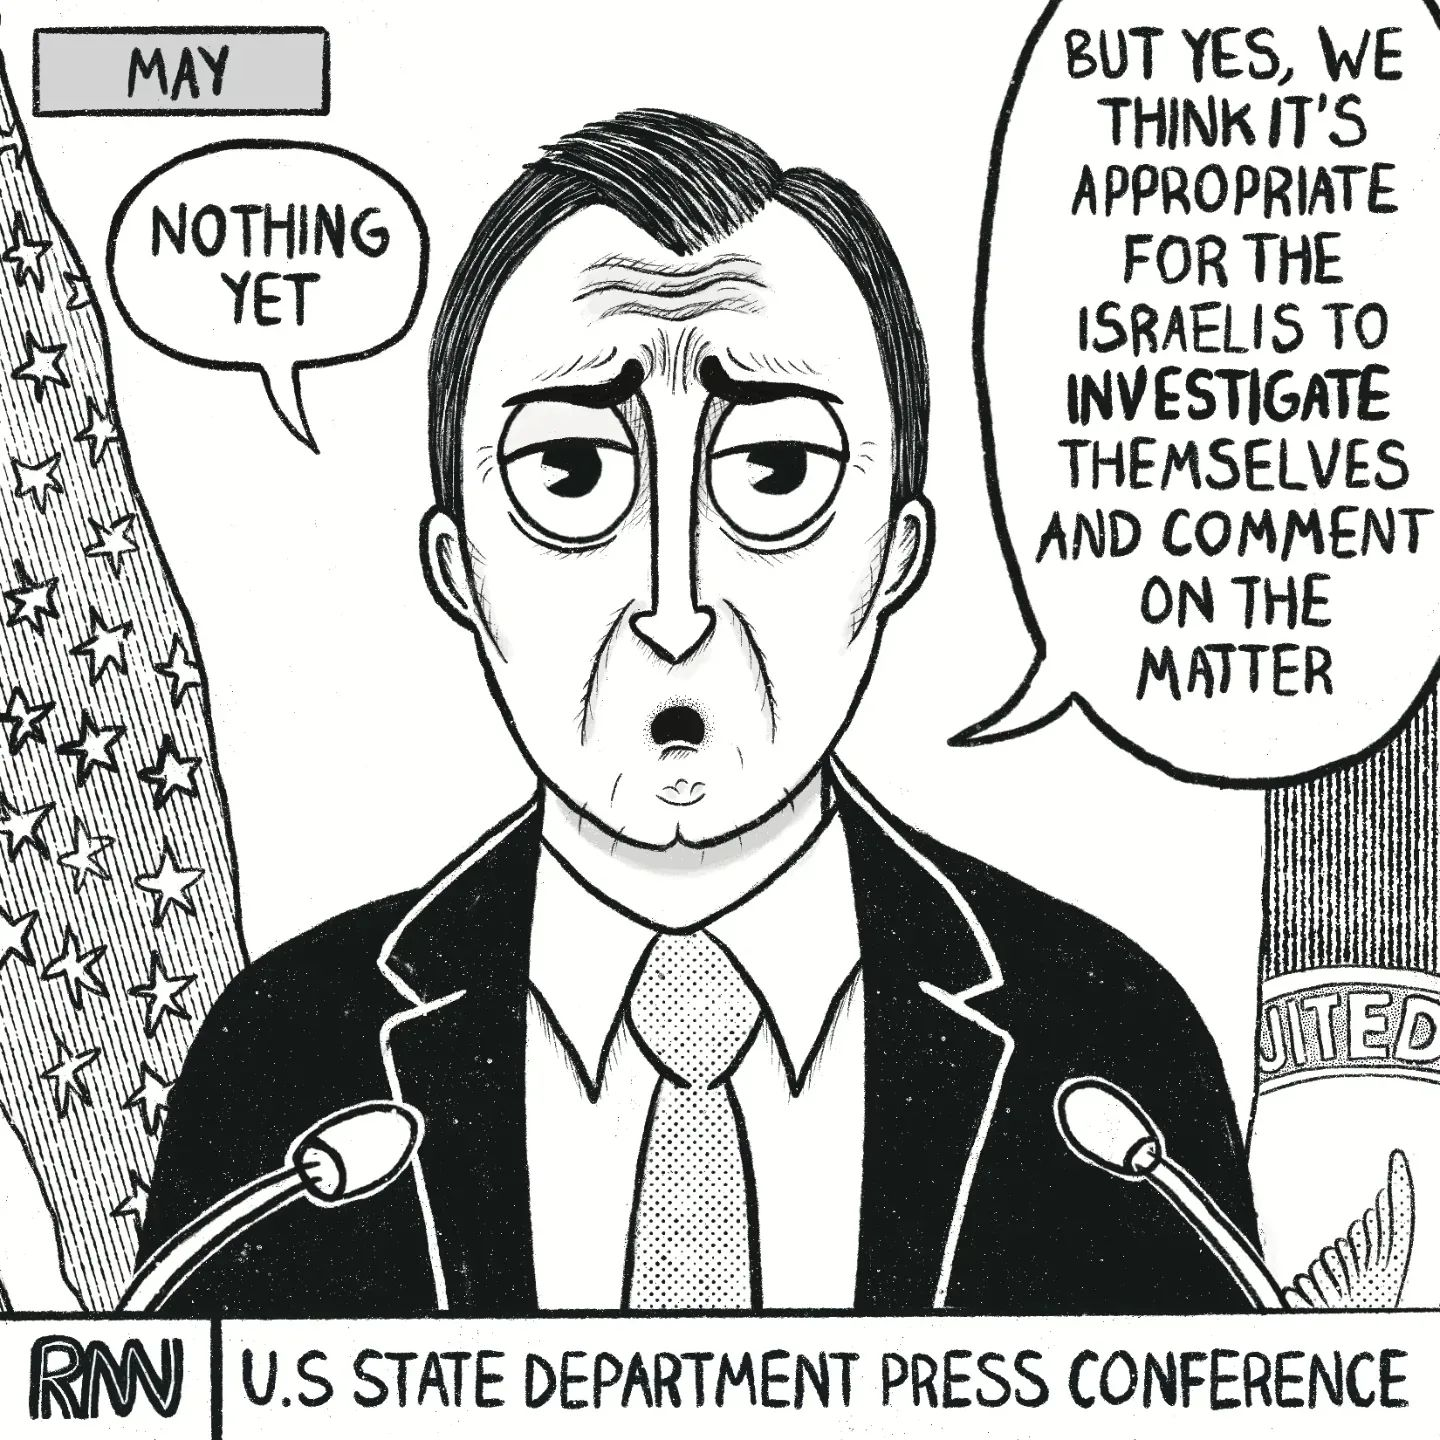 MAY
NOTHING
YET
BUT YES, WE
THINK IT'S
APPROPRIATE
FOR THE
ISRAELIS TO
INVESTIGATE
THEMSELVES
AND COMMENT
ON THE
MATTER
UITED
RNN
U.S STATE DEPARTMENT PRESS CONFERENCE